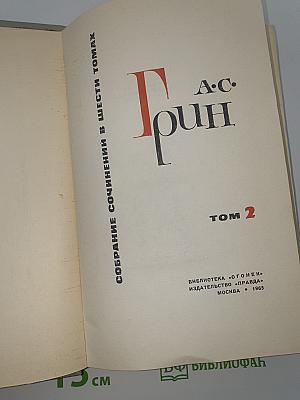 СОБРАНИЕ СОЧИНЕНИЙ В ШЕСТИ ТОМАХ
А·С·
Грин
ТОМ 2
БИБЛИОТЕКА «ОГОНЕК»
ИЗДАТЕЛЬСТВО «ПРАВДА»
МОСКВА • 1965
15 см
БИБЛИОФАН